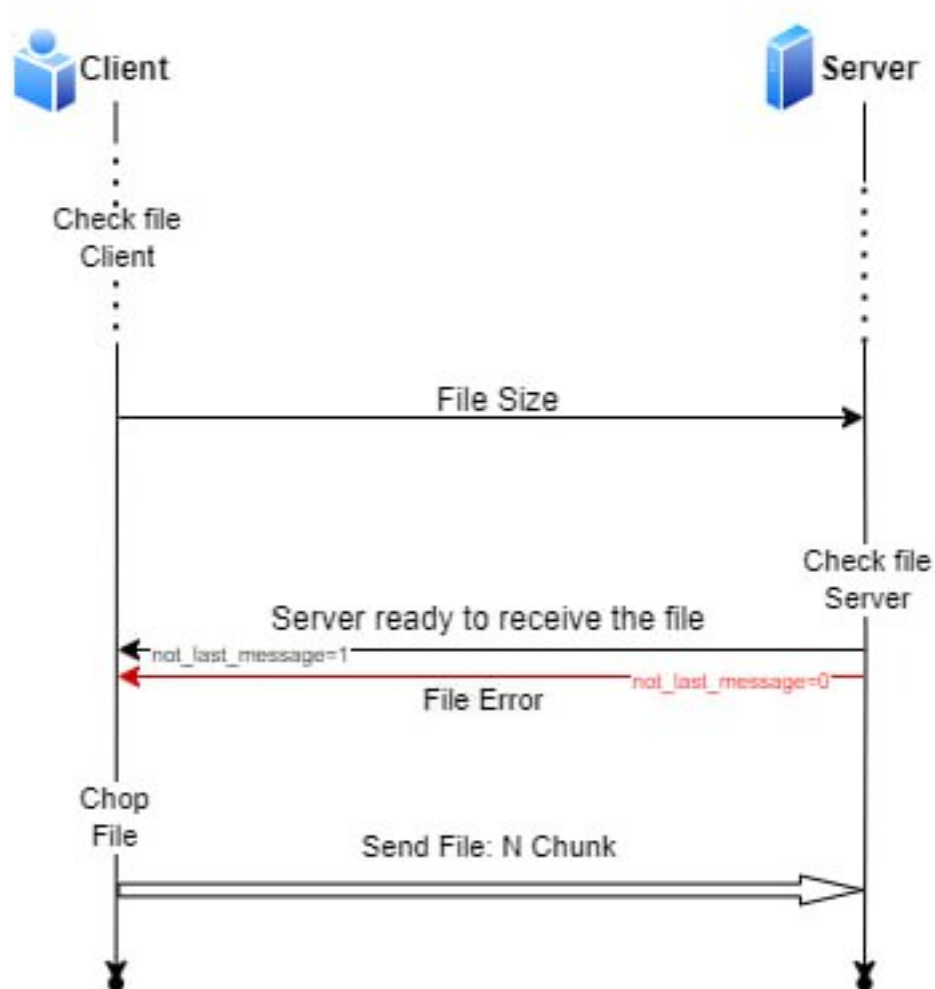 Client
Server
Check file
Client
File Size
Check file
Server
Server ready to receive the file
not_last_message=1
not_last_message=0
File Error
Chop
File
Send File: N Chunk